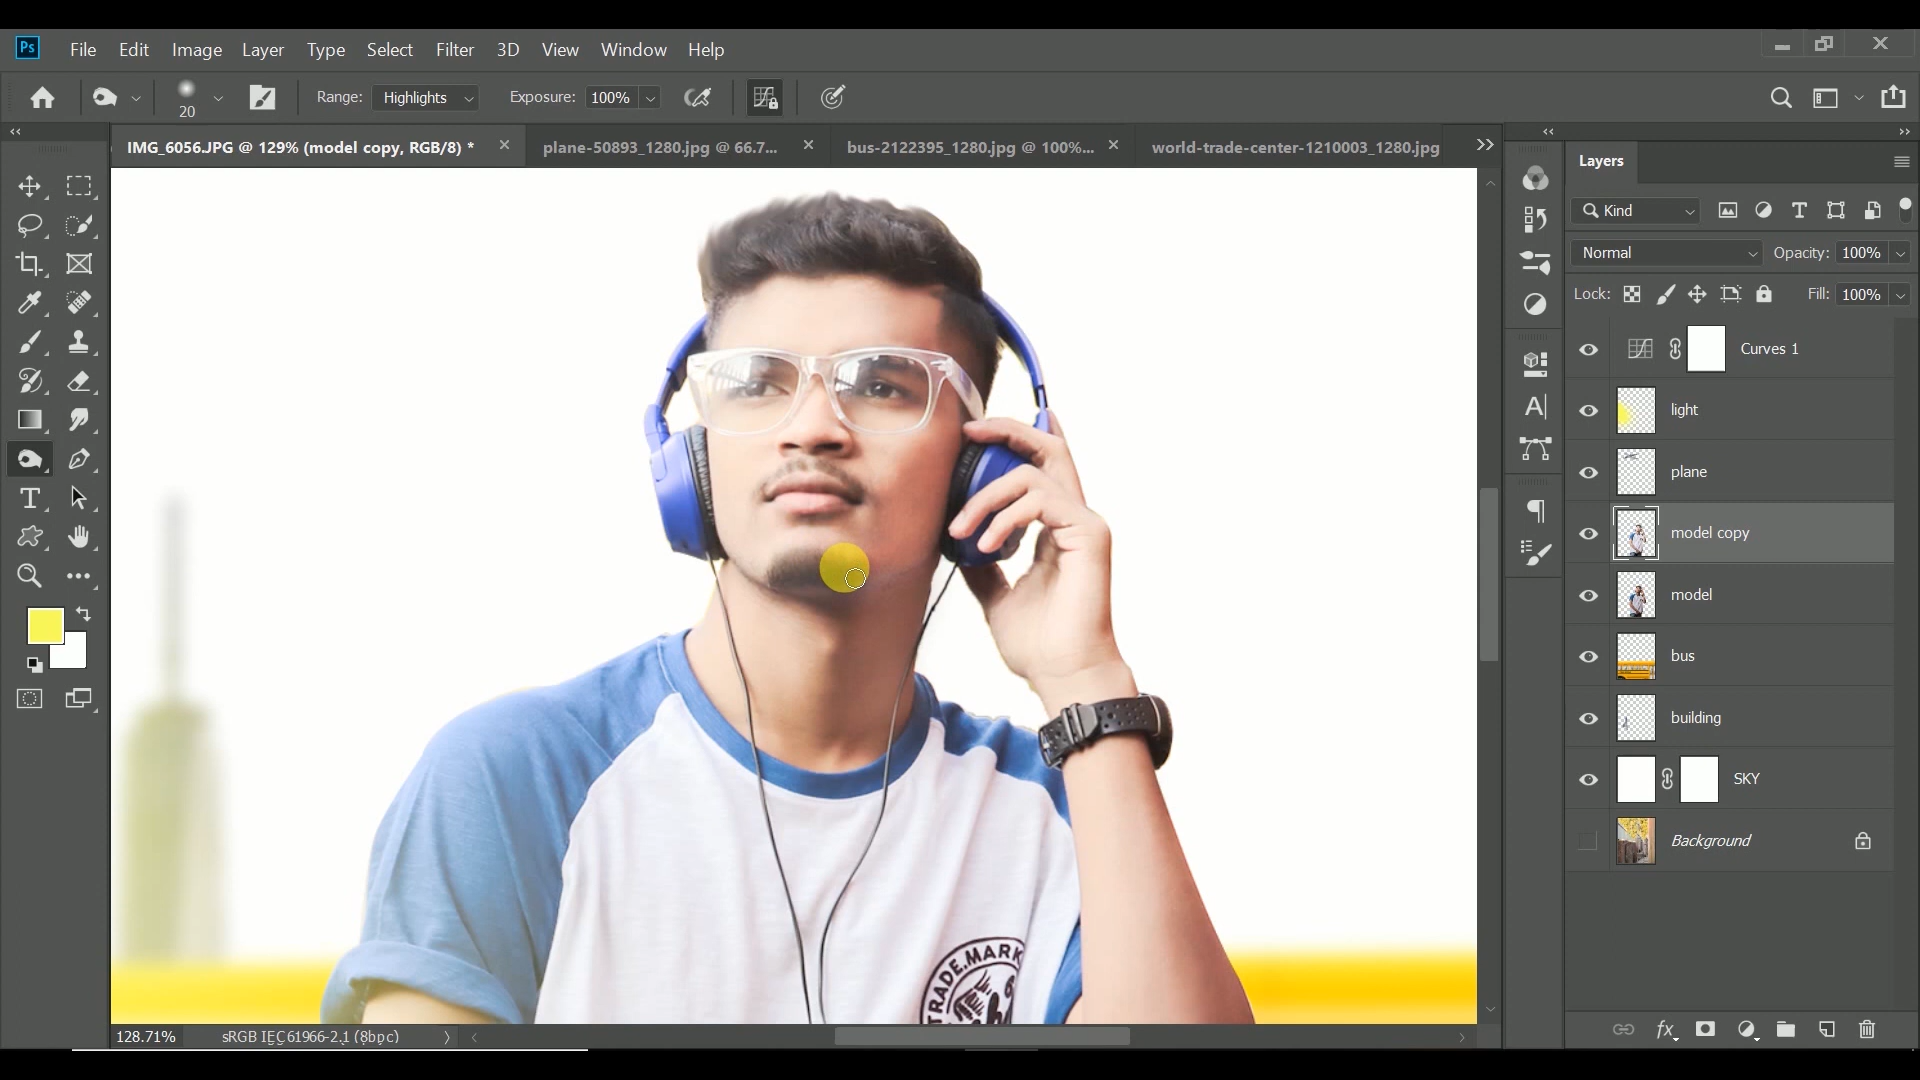 Ps File Edit Image Layer Type Select Filter 3D View Window Help
20 Range: Highlights Exposure: 100%
IMG_6056.JPG @ 129% (model copy, RGB/8) * plane-50893_1280.jpg @ 66.7... bus-2122395_1280.jpg @ 100%... world-trade-center-1210003_1280.jpg
Layers
Kind
Normal Opacity: 100%
Lock: Fill: 100%
Curves 1
light
plane
model copy
model
bus
building
SKY
Background
TRADE.MARK
128.71% sRGB IEC61966-2.1 (8bpc)